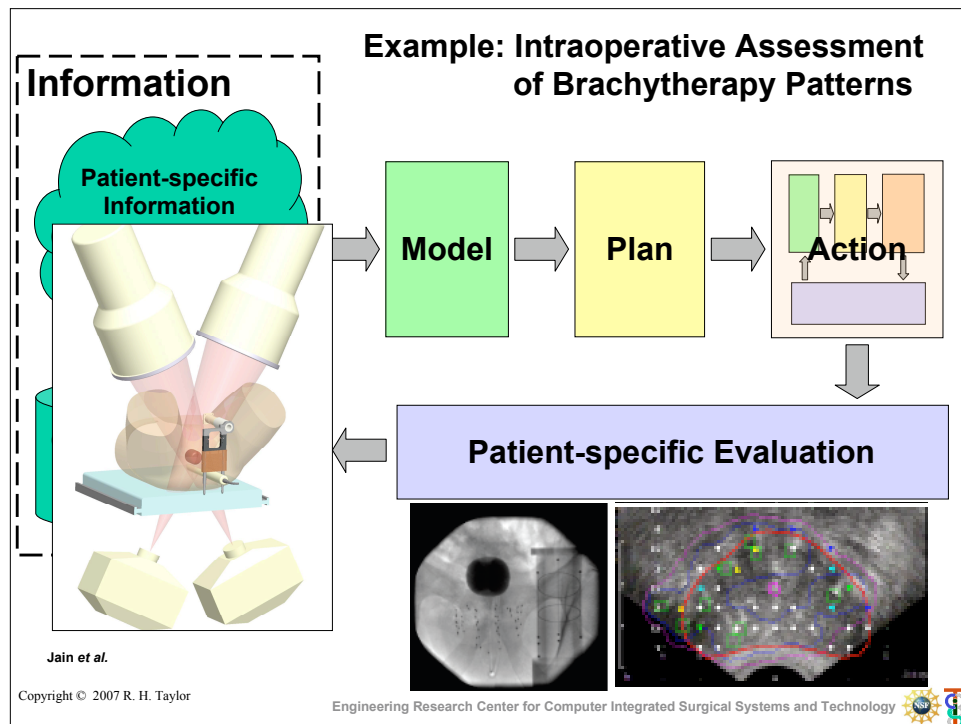 Example: Intraoperative Assessment
of Brachytherapy Patterns
Information
Patient-specific
Information
Model
Plan
Action
Patient-specific Evaluation
Jain et al.
Copyright © 2007 R. H. Taylor
Engineering Research Center for Computer Integrated Surgical Systems and Technology
NSF